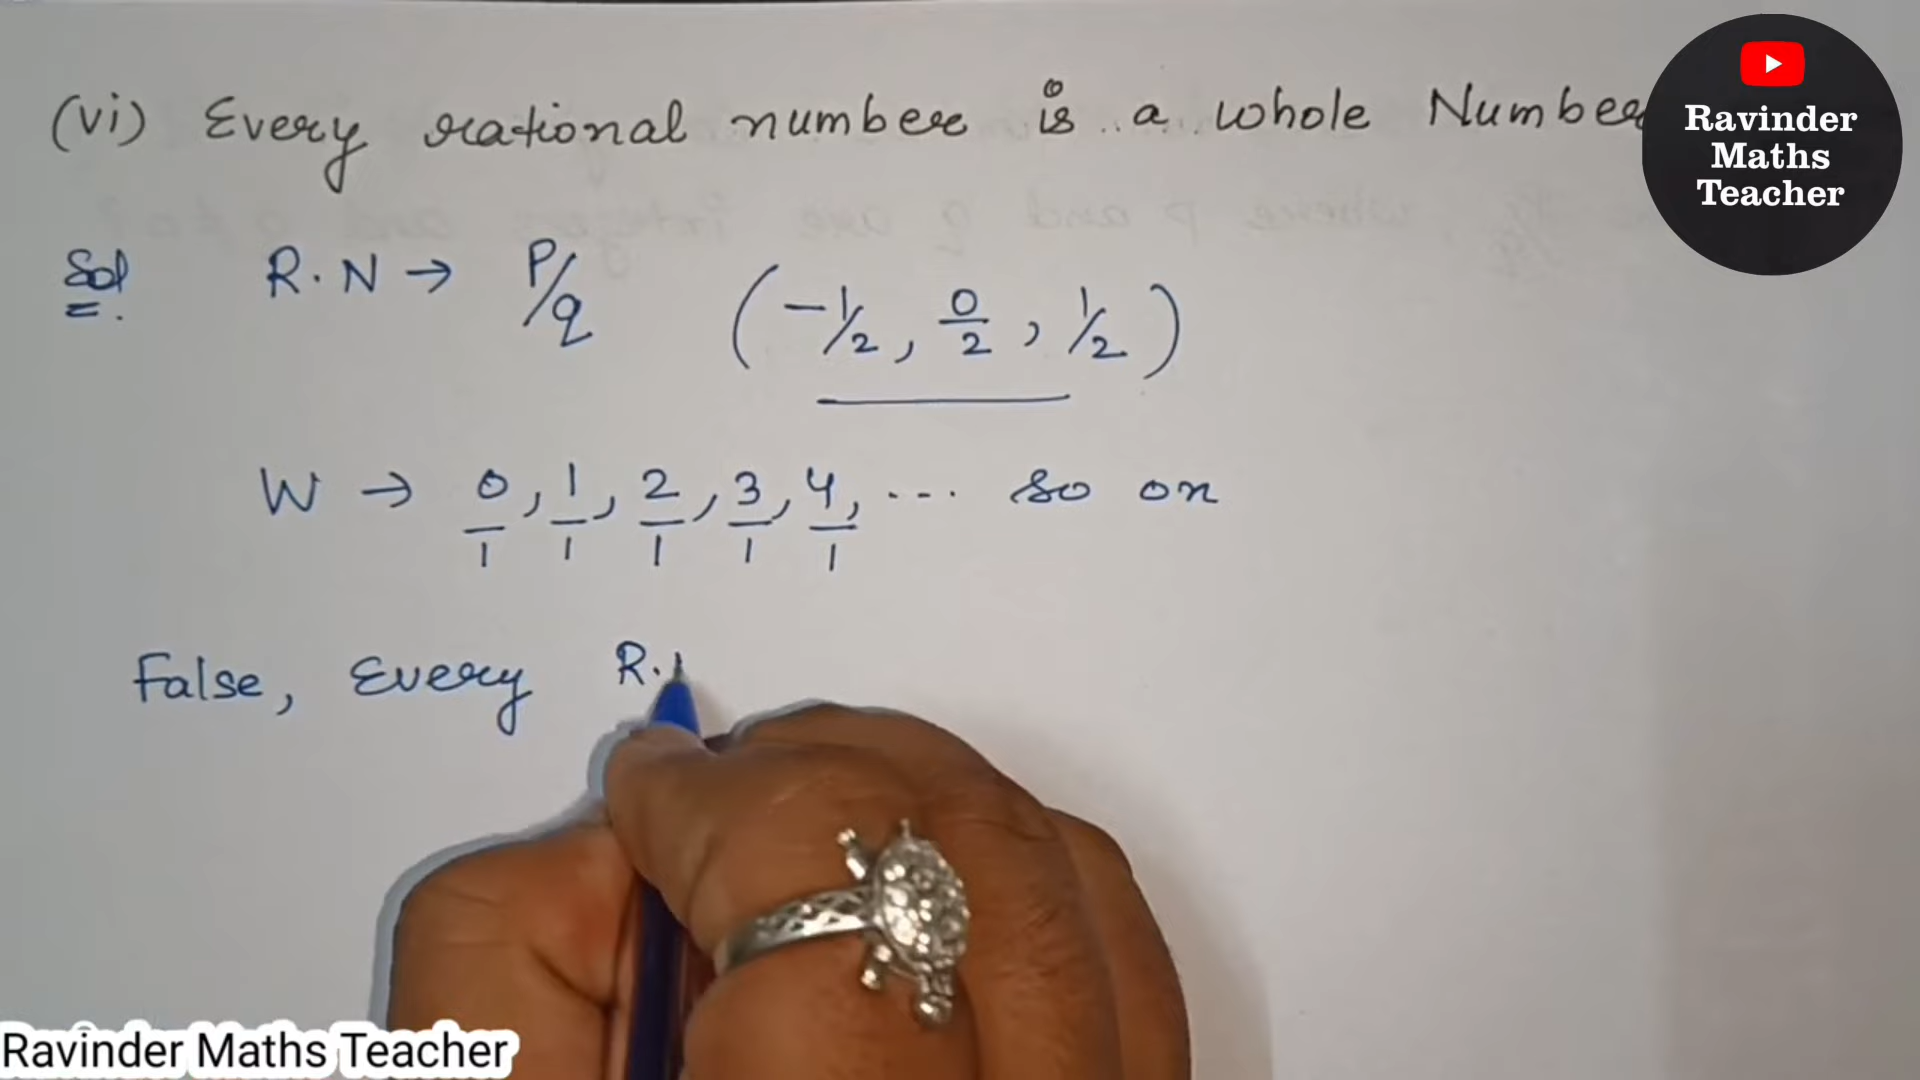 (vi) Every rational number is a whole Number
Ravinder
Maths
Teacher
Sol R.N → P/q (-1/2, 0/2, 1/2)
W → 0/1, 1/1, 2/1, 3/1, 4/1, ... so on
False, Every R.
Ravinder Maths Teacher